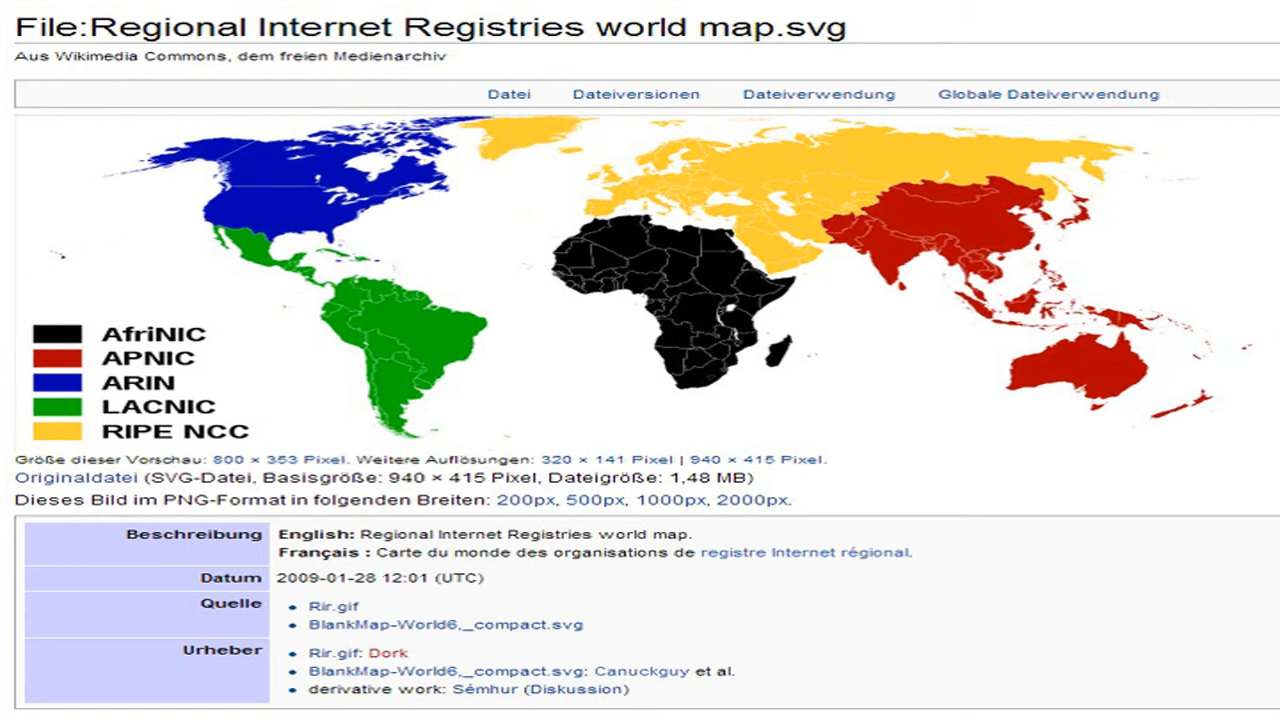 File:Regional Internet Registries world map.svg
Aus Wikimedia Commons, dem freien Medienarchiv
Datei Dateiversionen Dateiverwendung Globale Dateiverwendung
AfriNIC
APNIC
ARIN
LACNIC
RIPE NCC
Größe dieser Vorschau: 800 × 353 Pixel. Weitere Auflösungen: 320 × 141 Pixel | 940 × 415 Pixel.
Originaldatei (SVG-Datei, Basisgröße: 940 × 415 Pixel, Dateigröße: 1,48 MB)
Dieses Bild im PNG-Format in folgenden Breiten: 200px, 500px, 1000px, 2000px.
Beschreibung English: Regional Internet Registries world map.
Français : Carte du monde des organisations de registre Internet régional.
Datum 2009-01-28 12:01 (UTC)
Quelle
• Rir.gif
• BlankMap-World6,_compact.svg
Urheber
• Rir.gif: Dork
• BlankMap-World6,_compact.svg: Canuckguy et al.
• derivative work: Sémhur (Diskussion)